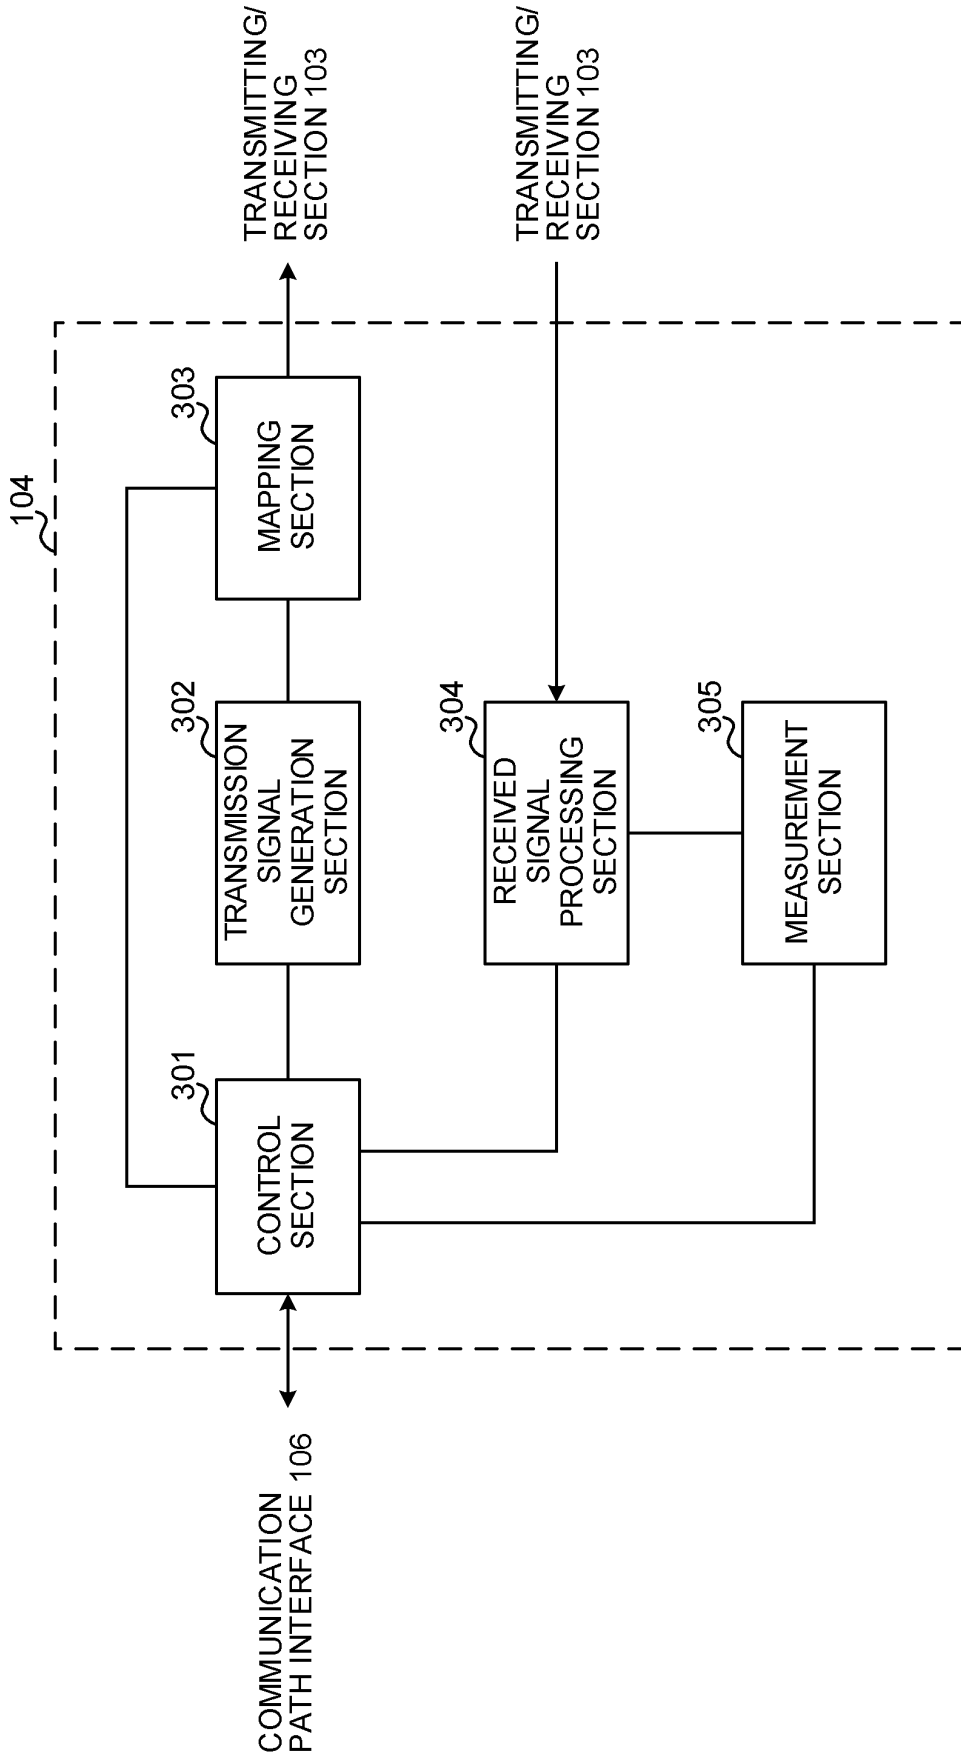 104
COMMUNICATION
PATH INTERFACE 106
301
CONTROL
SECTION
302
TRANSMISSION
SIGNAL
GENERATION
SECTION
303
MAPPING
SECTION
TRANSMITTING/
RECEIVING
SECTION 103
304
RECEIVED
SIGNAL
PROCESSING
SECTION
TRANSMITTING/
RECEIVING
SECTION 103
305
MEASUREMENT
SECTION